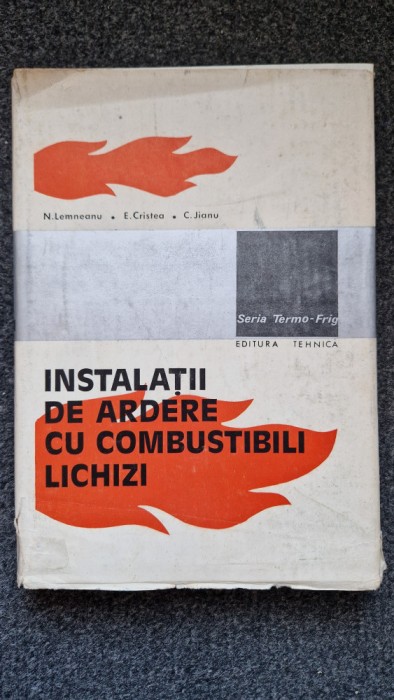 N.Lemneanu • E.Cristea • C.Jianu
Seria Termo-Frig
EDITURA TEHNICA
INSTALAȚII
DE ARDERE
CU COMBUSTIBILI
LICHIZI